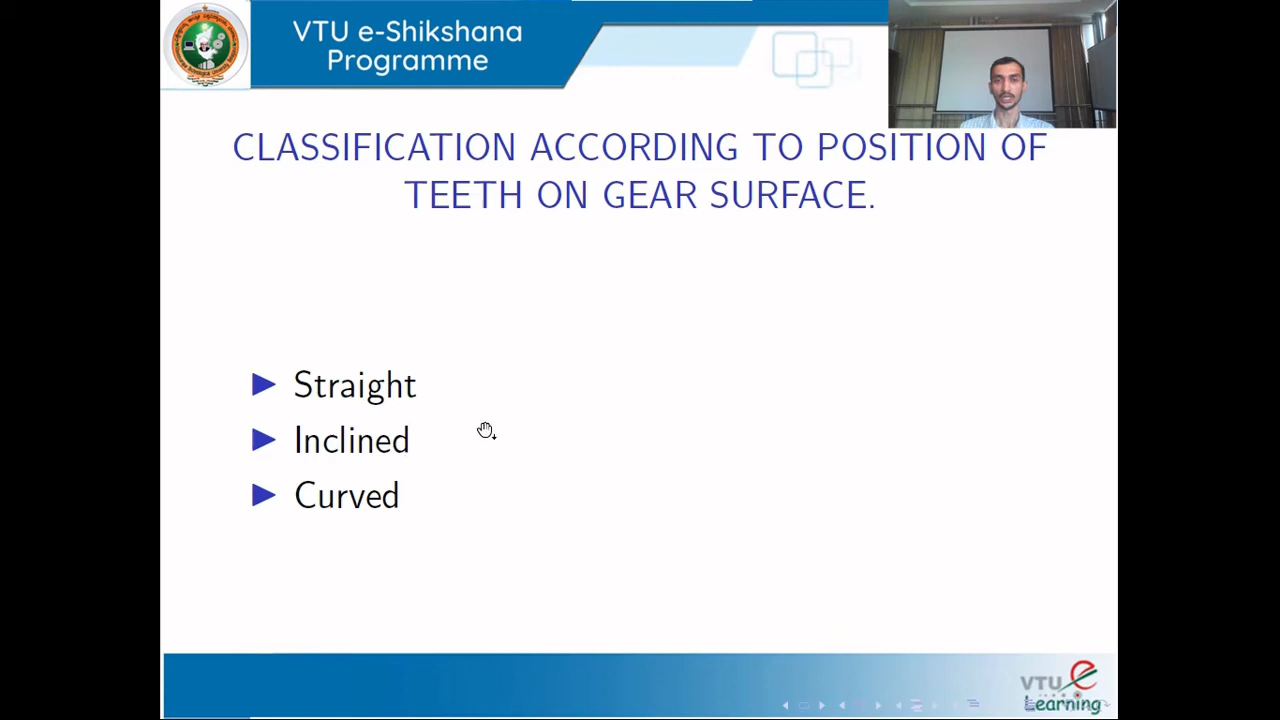 VTU e-Shikshana
Programme
CLASSIFICATION ACCORDING TO POSITION OF
TEETH ON GEAR SURFACE.
Straight
Inclined
Curved
VTU e
Learning